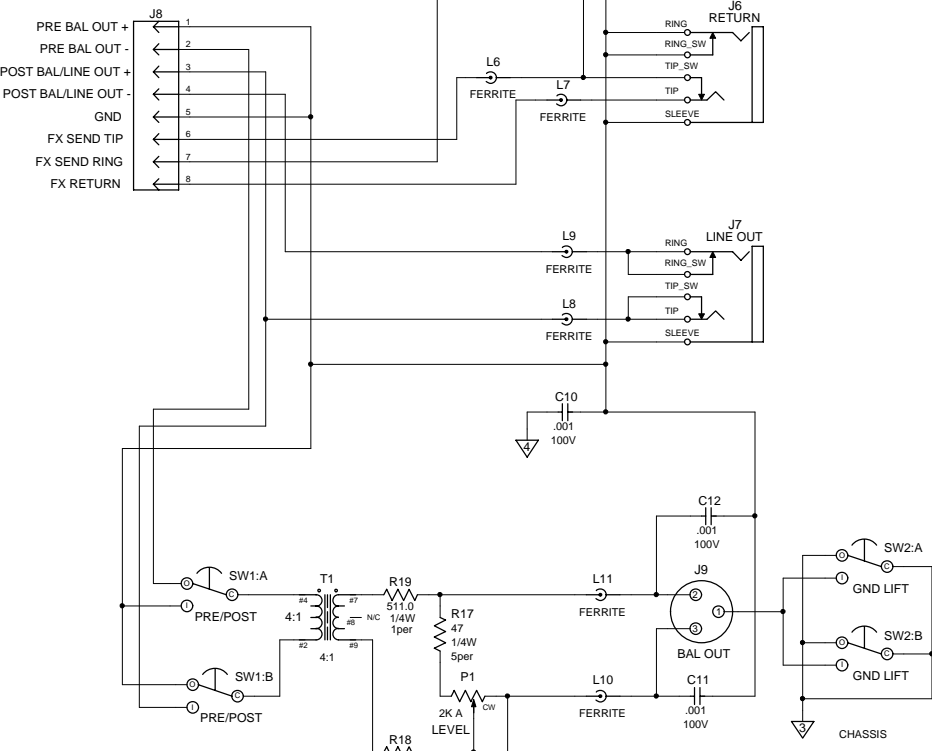 J8
PRE BAL OUT + 1
PRE BAL OUT - 2
POST BAL/LINE OUT + 3
POST BAL/LINE OUT - 4
GND 5
FX SEND TIP 6
FX SEND RING 7
FX RETURN 8
L6
FERRITE
L7
FERRITE
J6
RETURN
RING
RING_SW
TIP_SW
TIP
SLEEVE
L9
FERRITE
L8
FERRITE
J7
LINE OUT
RING
RING_SW
TIP_SW
TIP
SLEEVE
C10
.001
100V
4
C12
.001
100V
SW1:A
O
C
I
PRE/POST
SW1:B
O
C
I
PRE/POST
T1
#4
#7
4:1
#8
N/C
#2
#9
4:1
R19
511.0
1/4W
1per
R17
47
1/4W
5per
P1
CW
2K A
LEVEL
R18
L11
FERRITE
L10
FERRITE
J9
2
1
3
BAL OUT
C11
.001
100V
SW2:A
O
C
I
GND LIFT
SW2:B
O
C
I
GND LIFT
3
CHASSIS